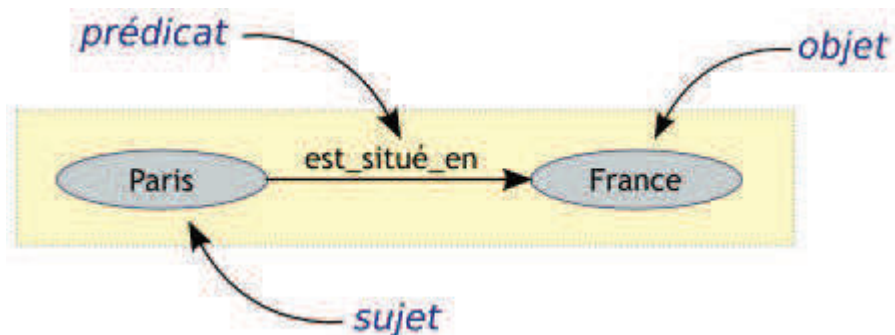 prédicat
objet
est_situé_en
Paris
France
sujet